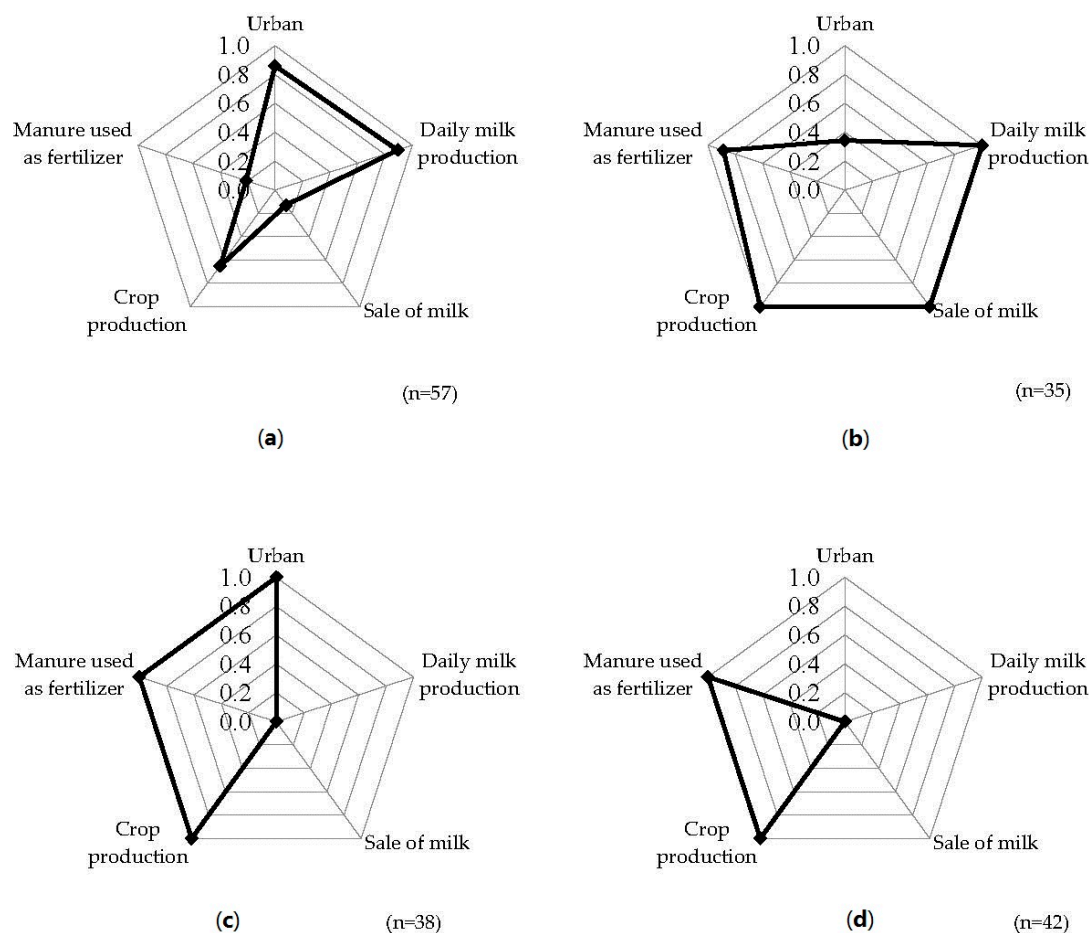 Urban
1.0
0.8
0.6
0.4
0.2
0.0
Manure used
as fertilizer
Daily milk
production
Crop
production
Sale of milk
(n=57)
(a)
Urban
1.0
0.8
0.6
0.4
0.2
0.0
Manure used
as fertilizer
Daily milk
production
Crop
production
Sale of milk
(n=35)
(b)
Urban
1.0
0.8
0.6
0.4
0.2
0.0
Manure used
as fertilizer
Daily milk
production
Crop
production
Sale of milk
(c)
(n=38)
Urban
1.0
0.8
0.6
0.4
0.2
0.0
Manure used
as fertilizer
Daily milk
production
Crop
production
Sale of milk
(d)
(n=42)